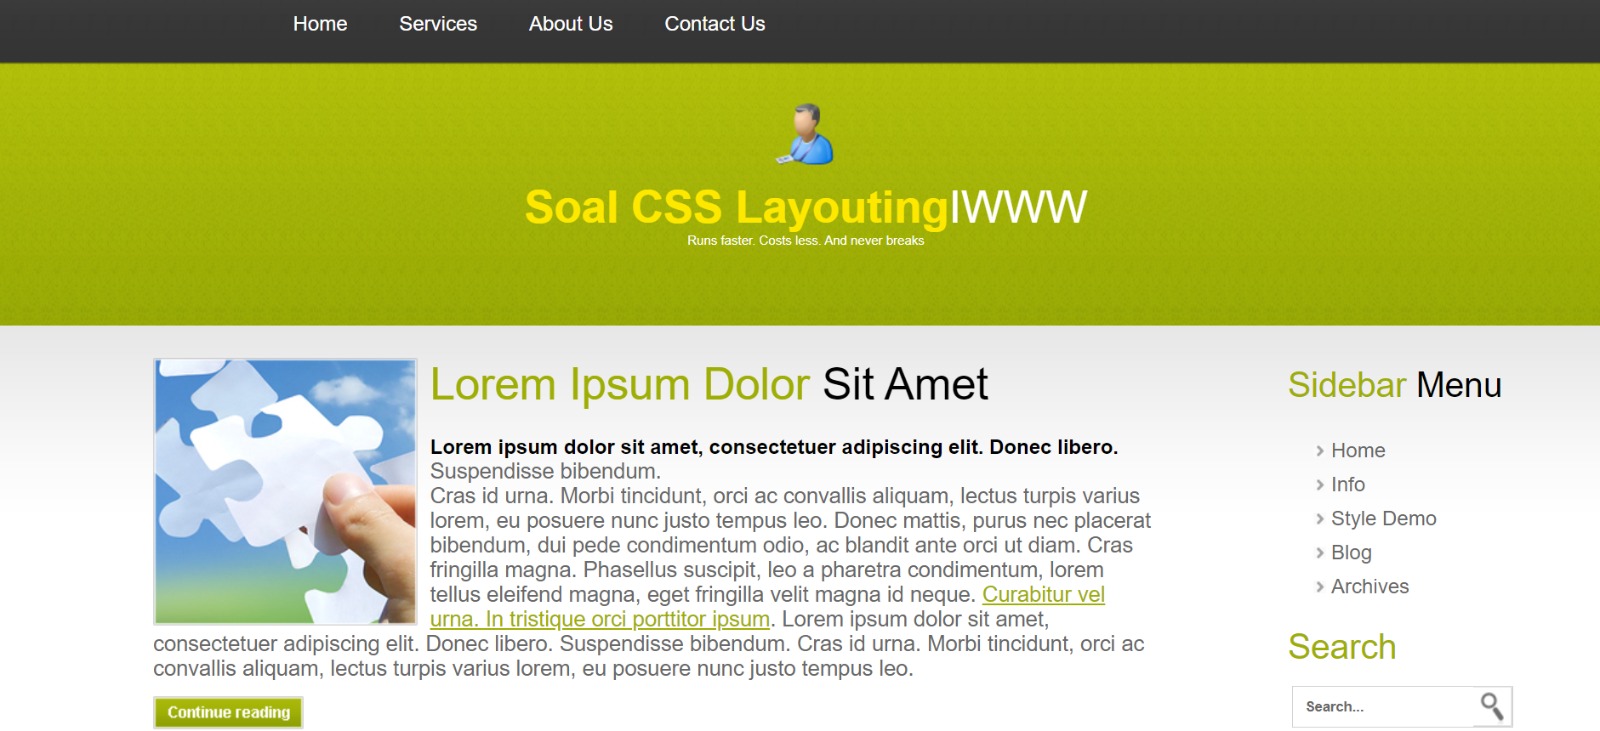 Home Services About Us Contact Us
Soal CSS LayoutingIWWW
Runs faster. Costs less. And never breaks
Lorem Ipsum Dolor Sit Amet
Lorem ipsum dolor sit amet, consectetuer adipiscing elit. Donec libero.
Suspendisse bibendum.
Cras id urna. Morbi tincidunt, orci ac convallis aliquam, lectus turpis varius
lorem, eu posuere nunc justo tempus leo. Donec mattis, purus nec placerat
bibendum, dui pede condimentum odio, ac blandit ante orci ut diam. Cras
fringilla magna. Phasellus suscipit, leo a pharetra condimentum, lorem
tellus eleifend magna, eget fringilla velit magna id neque. Curabitur vel
urna. In tristique orci porttitor ipsum. Lorem ipsum dolor sit amet,
consectetuer adipiscing elit. Donec libero. Suspendisse bibendum. Cras id urna. Morbi tincidunt, orci ac
convallis aliquam, lectus turpis varius lorem, eu posuere nunc justo tempus leo.
Continue reading
Sidebar Menu
Home
Info
Style Demo
Blog
Archives
Search
Search...